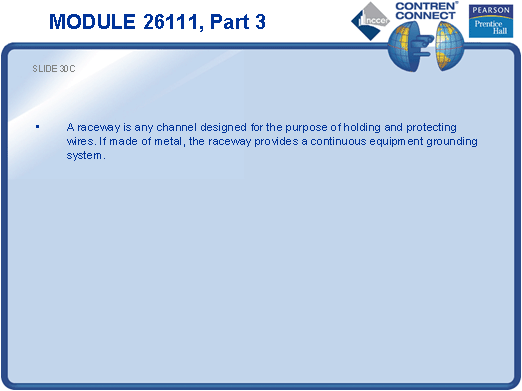 MODULE 26111, Part 3
nccer
CONTREN®
CONNECT
PEARSON
Prentice
Hall
SLIDE 30C
• A raceway is any channel designed for the purpose of holding and protecting
wires. If made of metal, the raceway provides a continuous equipment grounding
system.